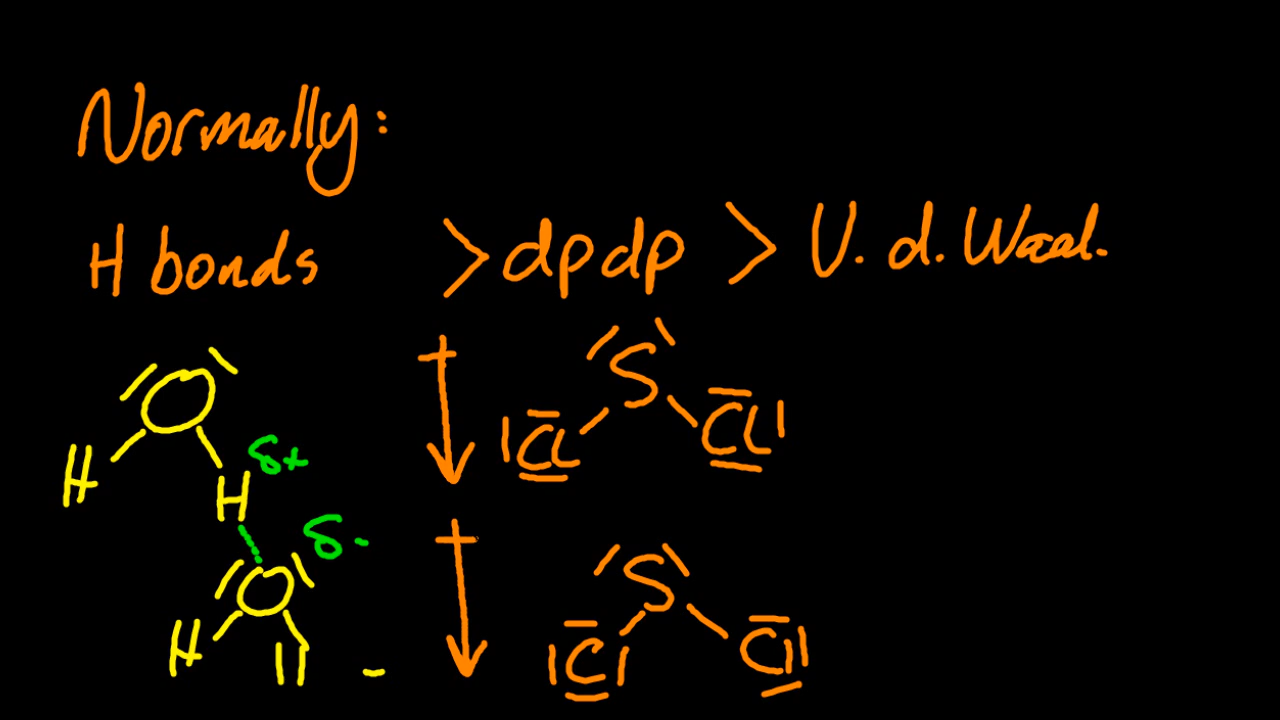 Normally:
H bonds > dpdp > V. d. Waal.
O
S
H
Cl
Cl
δ+
H
δ-
O
S
H
Cl
Cl